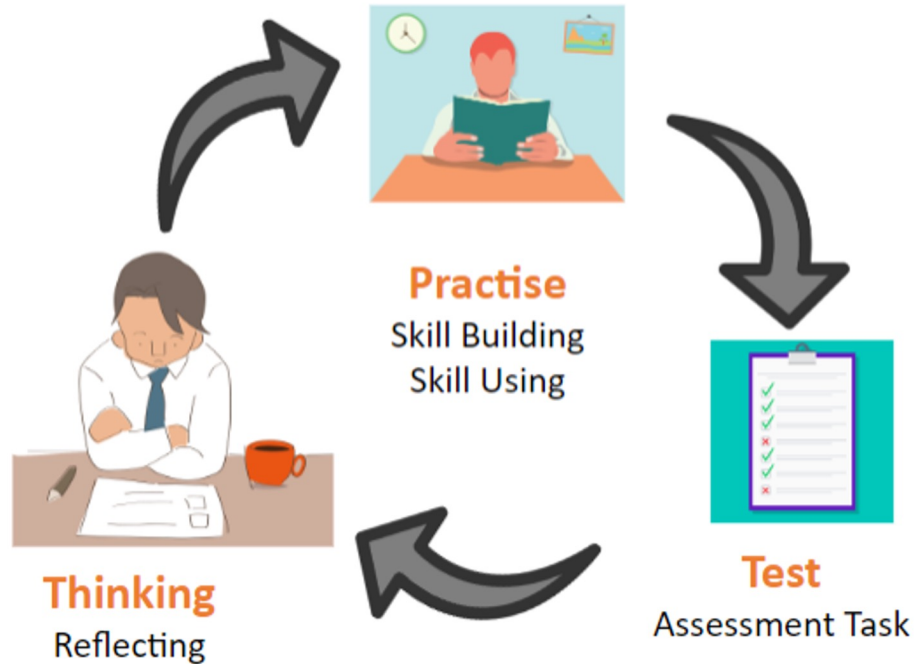 Practise
Skill Building
Skill Using
Test
Assessment Task
Thinking
Reflecting